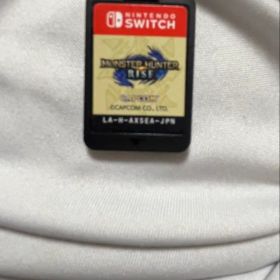 NINTENDO
SWITCH
MONSTER HUNTER
RISE
CAPCOM
©CAPCOM CO., LTD.
LA-H-AXSEA-JPN